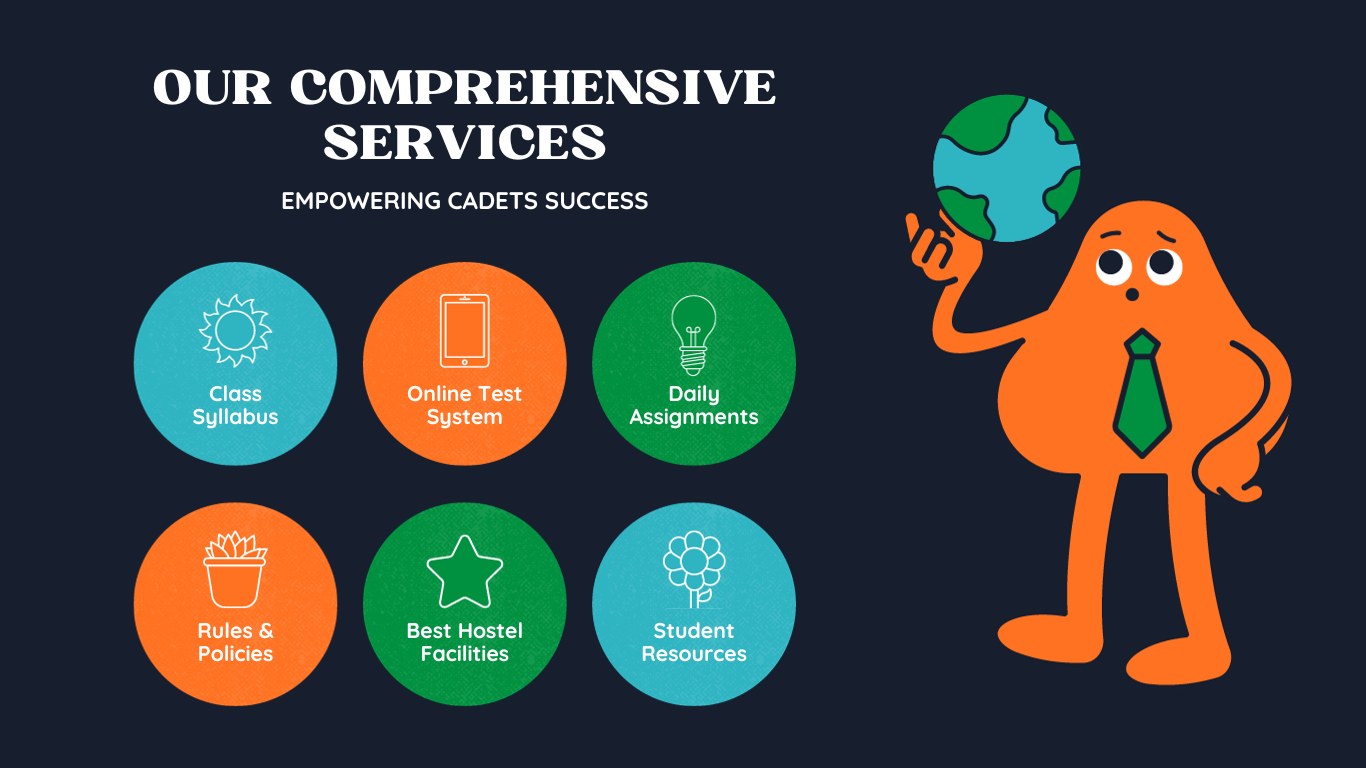 OUR COMPREHENSIVE
SERVICES
EMPOWERING CADETS SUCCESS
Class
Syllabus
Online Test
System
Daily
Assignments
Rules &
Policies
Best Hostel
Facilities
Student
Resources